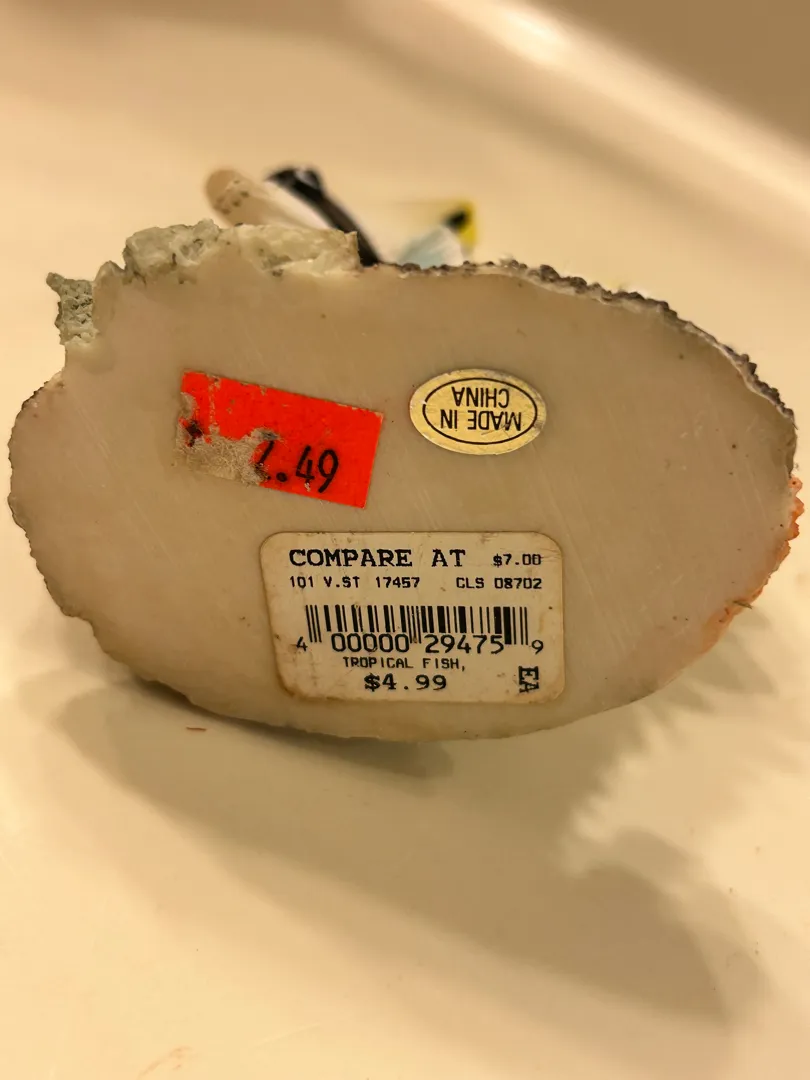 .49
MADE IN
CHINA
COMPARE AT $7.00
101 V.ST 17457 CLS 08702
4 00000 29475 9
TROPICAL FISH,
$4.99
EA